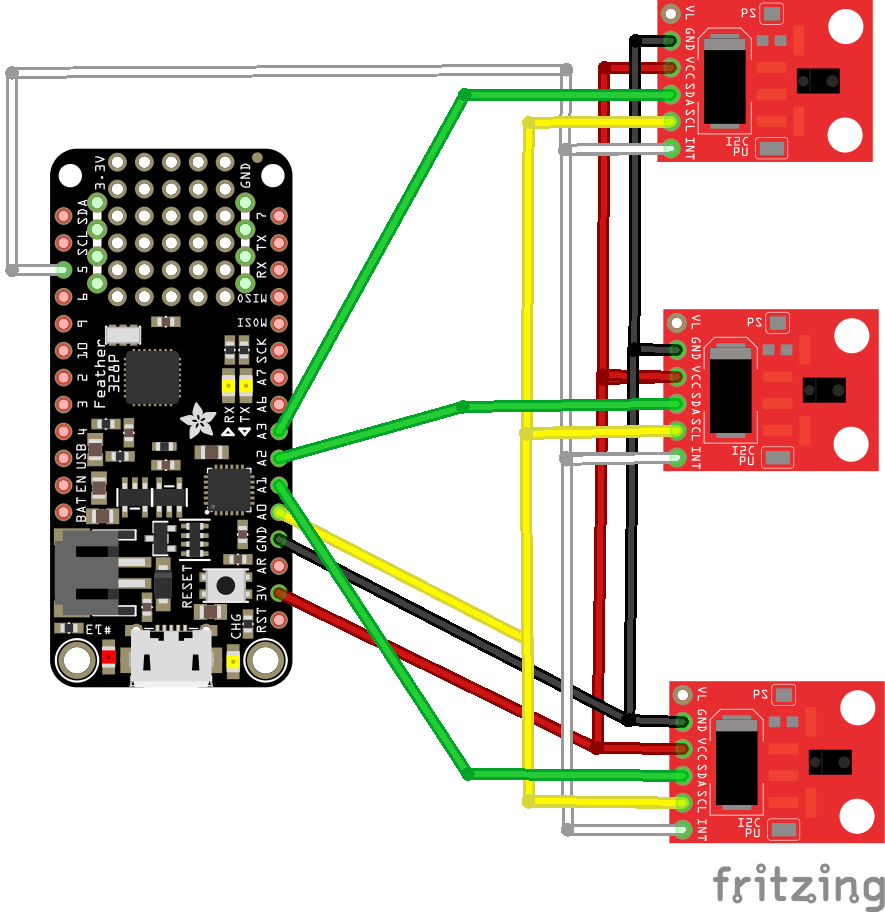 3.3V
GND
SDA
SCL
5
6
9
10
2
3
4
USB
EN
BAT
7
TX
RX
MISO
MOSI
SCK
A7
A6
A3
A2
A1
A0
GND
AR
3V
RST
Feather
328P
RX
TX
RESET
CHG
#13
VL
GND
VCC
SDA
SCL
INT
PS
I2C
PU
VL
GND
VCC
SDA
SCL
INT
PS
I2C
PU
VL
GND
VCC
SDA
SCL
INT
PS
I2C
PU
fritzing